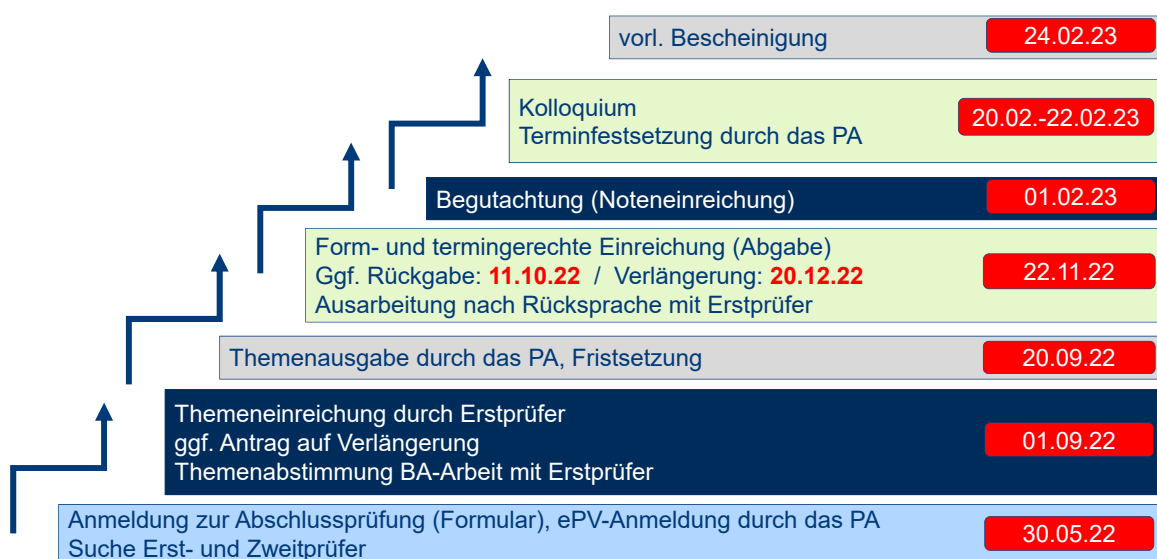 vorl. Bescheinigung 24.02.23
Kolloquium
Terminfestsetzung durch das PA 20.02.-22.02.23
Begutachtung (Noteneinreichung) 01.02.23
Form- und termingerechte Einreichung (Abgabe)
Ggf. Rückgabe: 11.10.22 / Verlängerung: 20.12.22 22.11.22
Ausarbeitung nach Rücksprache mit Erstprüfer
Themenausgabe durch das PA, Fristsetzung 20.09.22
Themeneinreichung durch Erstprüfer
ggf. Antrag auf Verlängerung 01.09.22
Themenabstimmung BA-Arbeit mit Erstprüfer
Anmeldung zur Abschlussprüfung (Formular), ePV-Anmeldung durch das PA 30.05.22
Suche Erst- und Zweitprüfer